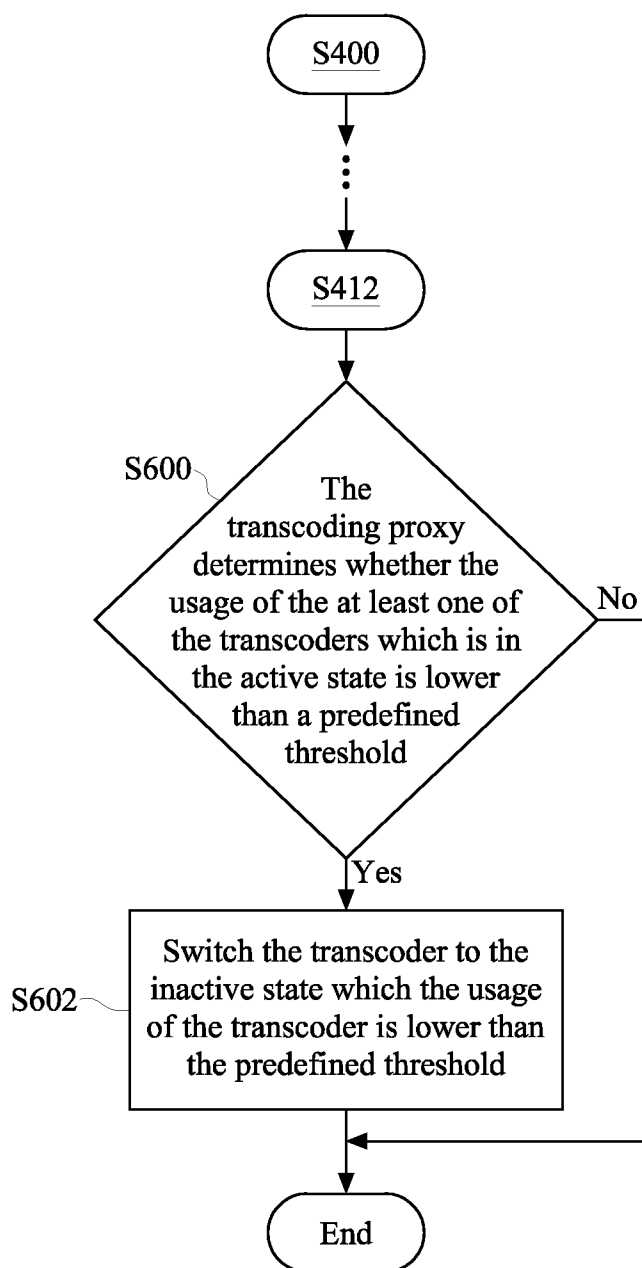 S400
S412
S600
The
transcoding proxy
determines whether the
usage of the at least one of
the transcoders which is in
the active state is lower
than a predefined
threshold
No
Yes
S602
Switch the transcoder to the
inactive state which the usage
of the transcoder is lower than
the predefined threshold
End